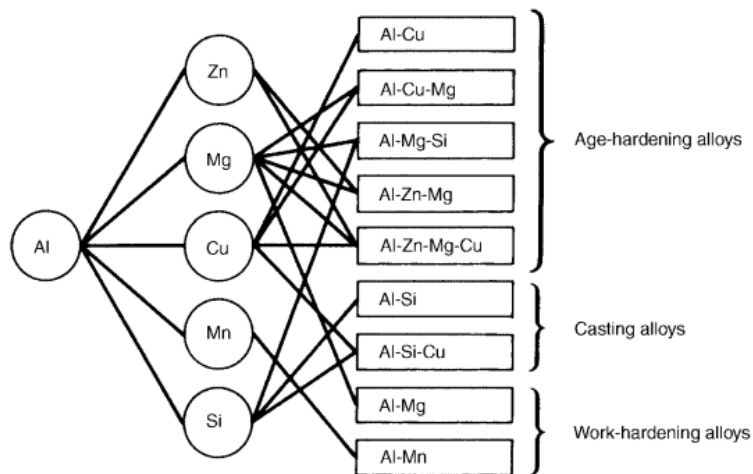 Al
Zn
Mg
Cu
Mn
Si
Al-Cu
Al-Cu-Mg
Al-Mg-Si
Al-Zn-Mg
Al-Zn-Mg-Cu
Al-Si
Al-Si-Cu
Al-Mg
Al-Mn
Age-hardening alloys
Casting alloys
Work-hardening alloys